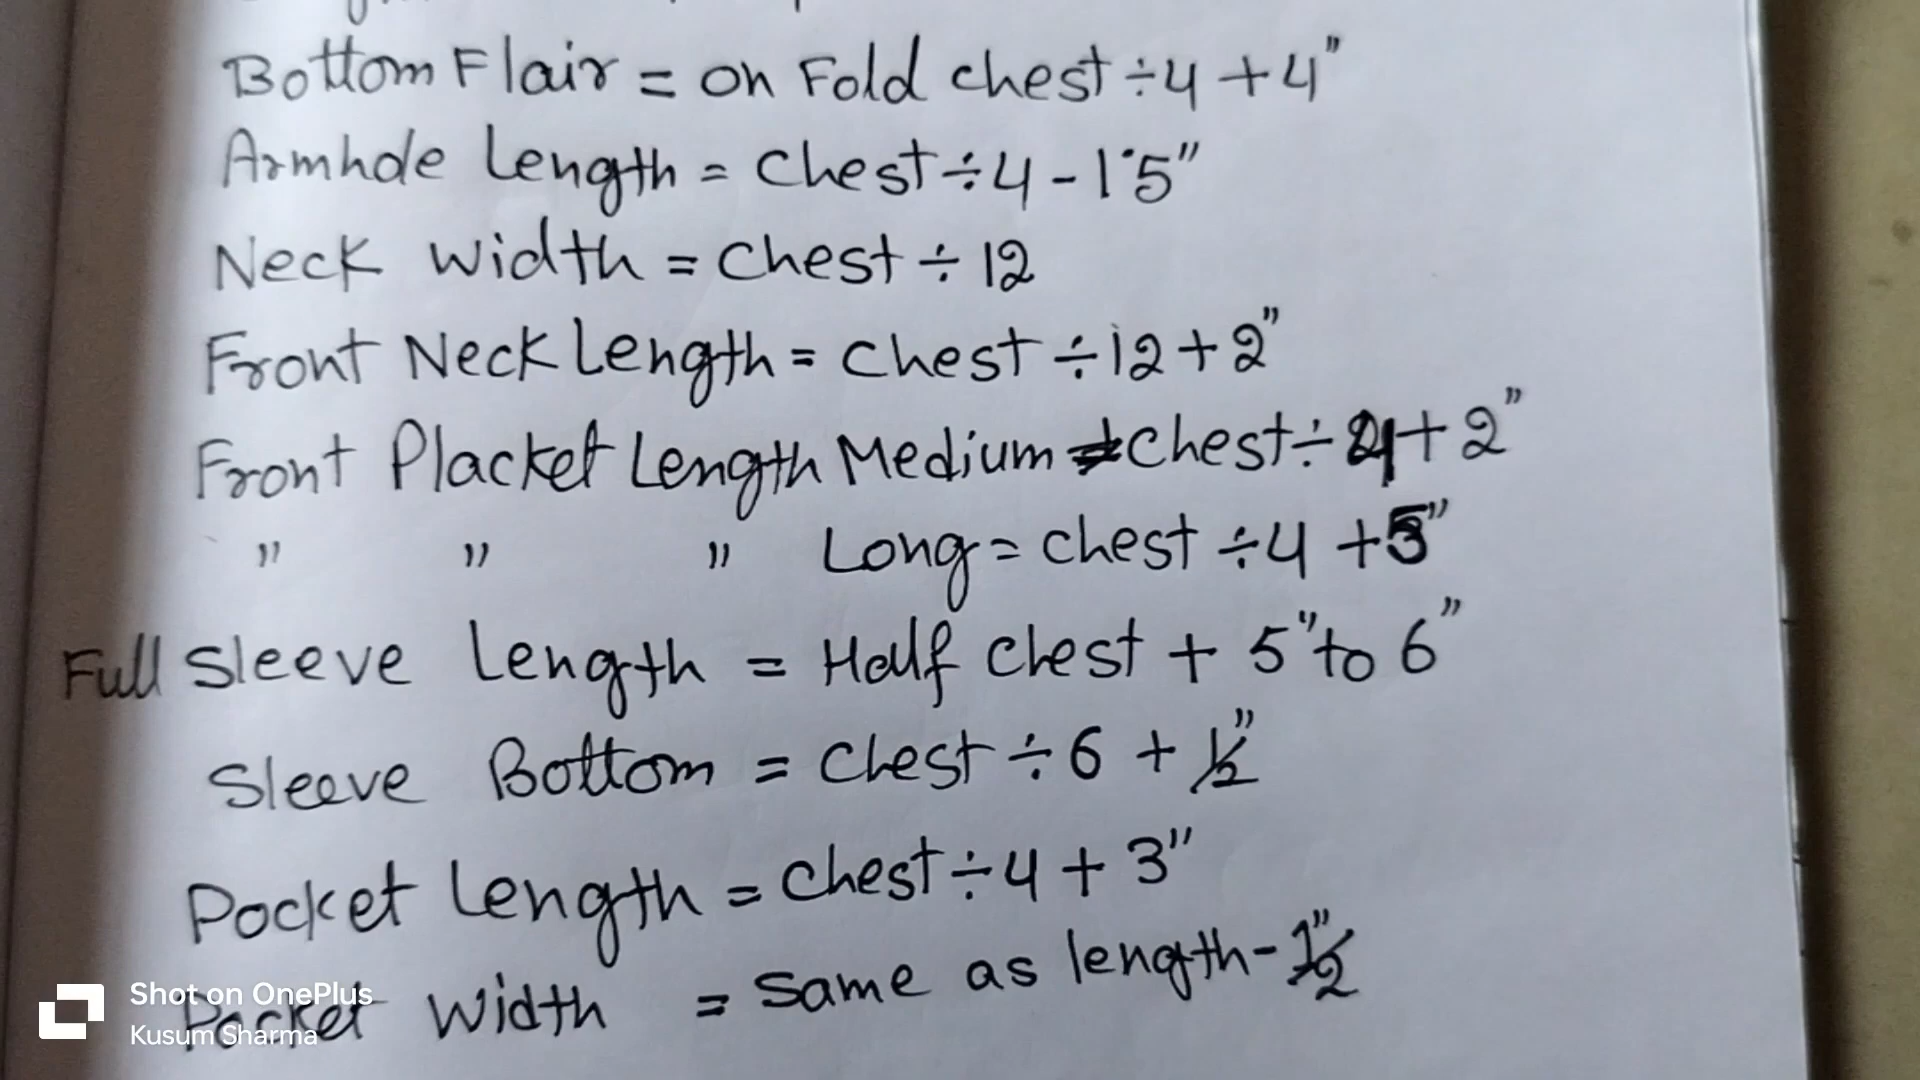 Bottom Flair = on Fold chest ÷ 4 + 4"
Armhole Length = Chest ÷ 4 - 1.5"
Neck Width = Chest ÷ 12
Front Neck Length = Chest ÷ 12 + 2"
Front Placket Length Medium = Chest ÷ 4 + 2"
" " " Long = Chest ÷ 4 + 5"
Full Sleeve Length = Half Chest + 5" to 6"
Sleeve Bottom = Chest ÷ 6 + 1/2"
Pocket Length = Chest ÷ 4 + 3"
Pocket Width = Same as length - 1 1/2"
Shot on OnePlus
Kusum Sharma